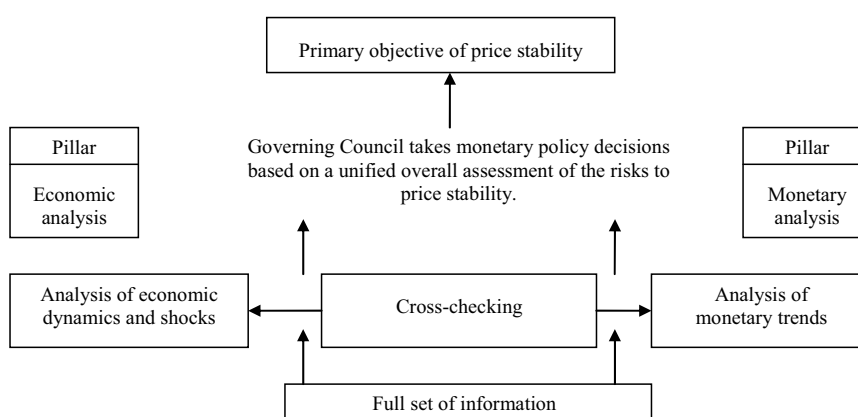 Primary objective of price stability
Pillar
Economic
analysis
Governing Council takes monetary policy decisions
based on a unified overall assessment of the risks to
price stability.
Pillar
Monetary
analysis
Analysis of economic
dynamics and shocks
Cross-checking
Analysis of
monetary trends
Full set of information